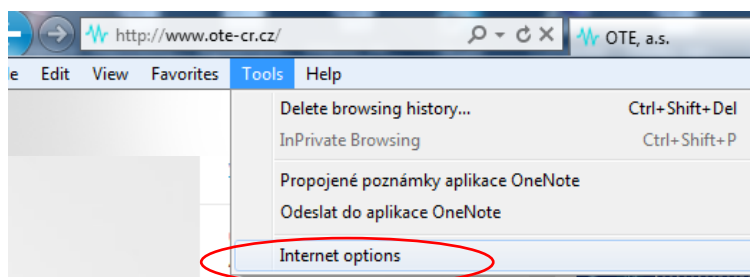 http://www.ote-cr.cz/
OTE, a.s.
e Edit View Favorites Tools Help
Delete browsing history... Ctrl+Shift+Del
InPrivate Browsing Ctrl+Shift+P
Propojené poznámky aplikace OneNote
Odeslat do aplikace OneNote
Internet options